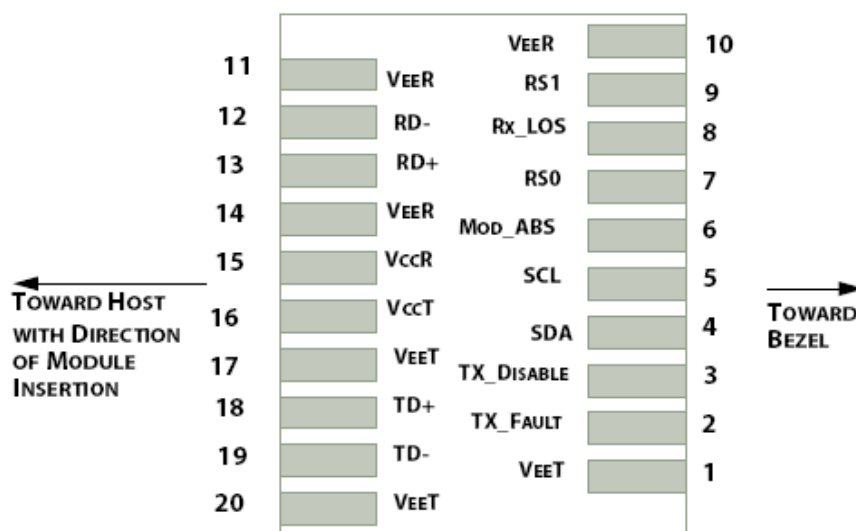 VEER 10
11 VEER
RS1 9
12 RD-
Rx_LOS 8
13 RD+
RS0 7
14 VEER
MOD_ABS 6
15 VCCR
SCL 5
TOWARD HOST
WITH DIRECTION
OF MODULE
INSERTION
16 VCCT
SDA 4
TOWARD
BEZEL
17 VEET
TX_DISABLE 3
18 TD+
TX_FAULT 2
19 TD-
VEET 1
20 VEET